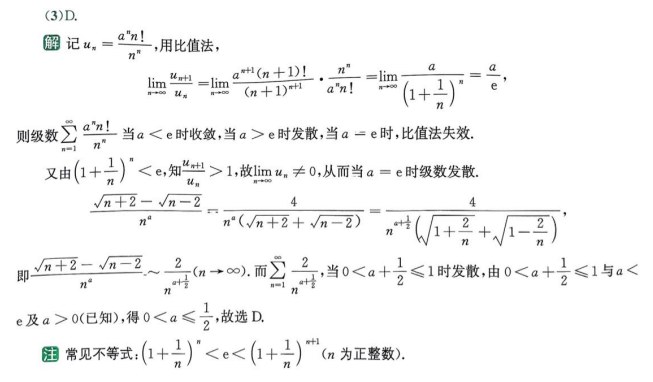 (3)D.
解 记 $u_n=\frac{a^n n!}{n^n}$,用比值法,
$\lim_{n\to\infty}\frac{u_{n+1}}{u_n}=\lim_{n\to\infty}\frac{a^{n+1}(n+1)!}{(n+1)^{n+1}}\cdot\frac{n^n}{a^n n!}=\lim_{n\to\infty}\frac{a}{\left(1+\frac{1}{n}\right)^n}=\frac{a}{e}$,
则级数 $\sum_{n=1}^{\infty}\frac{a^n n!}{n^n}$ 当 a < e 时收敛,当 a > e 时发散,当 a = e 时,比值法失效.
又由 $\left(1+\frac{1}{n}\right)^n<e$,知 $\frac{u_{n+1}}{u_n}>1$,故 $\lim_{n\to\infty}u_n\neq 0$,从而当 a = e 时级数发散.
$\frac{\sqrt{n+2}-\sqrt{n-2}}{n^a}=\frac{4}{n^a(\sqrt{n+2}+\sqrt{n-2})}=\frac{4}{n^{a+\frac{1}{2}}\left(\sqrt{1+\frac{2}{n}}+\sqrt{1-\frac{2}{n}}\right)}$,
即 $\frac{\sqrt{n+2}-\sqrt{n-2}}{n^a}\sim\frac{2}{n^{a+\frac{1}{2}}}(n\to\infty)$.而 $\sum_{n=1}^{\infty}\frac{2}{n^{a+\frac{1}{2}}}$,当 $0<a+\frac{1}{2}\leqslant 1$ 时发散,由 $0<a+\frac{1}{2}\leqslant 1$ 与 a <
e 及 a > 0(已知),得 $0<a\leqslant\frac{1}{2}$,故选 D.
注 常见不等式:$\left(1+\frac{1}{n}\right)^n<e<\left(1+\frac{1}{n}\right)^{n+1}$(n 为正整数).